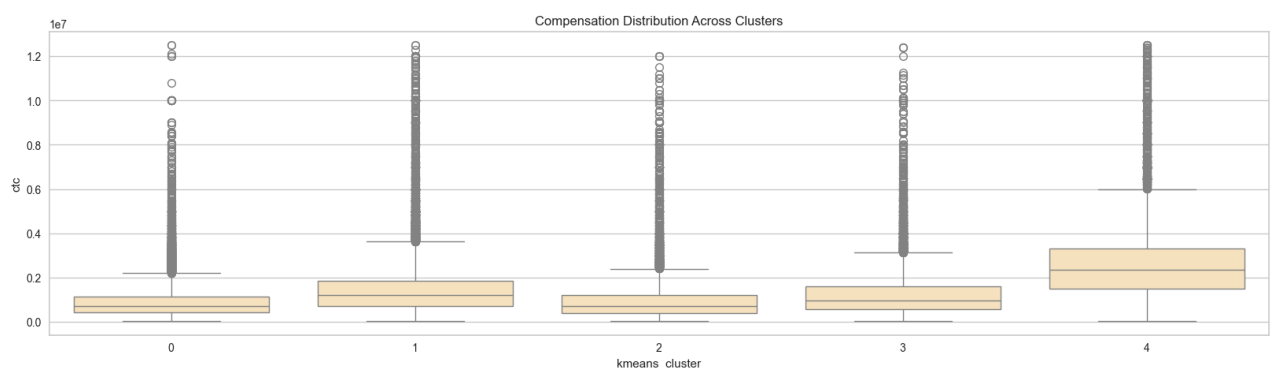 Compensation Distribution Across Clusters
1e7
1.2
1.0
0.8
0.6
0.4
0.2
0.0
ctc
0 1 2 3 4
kmeans_cluster